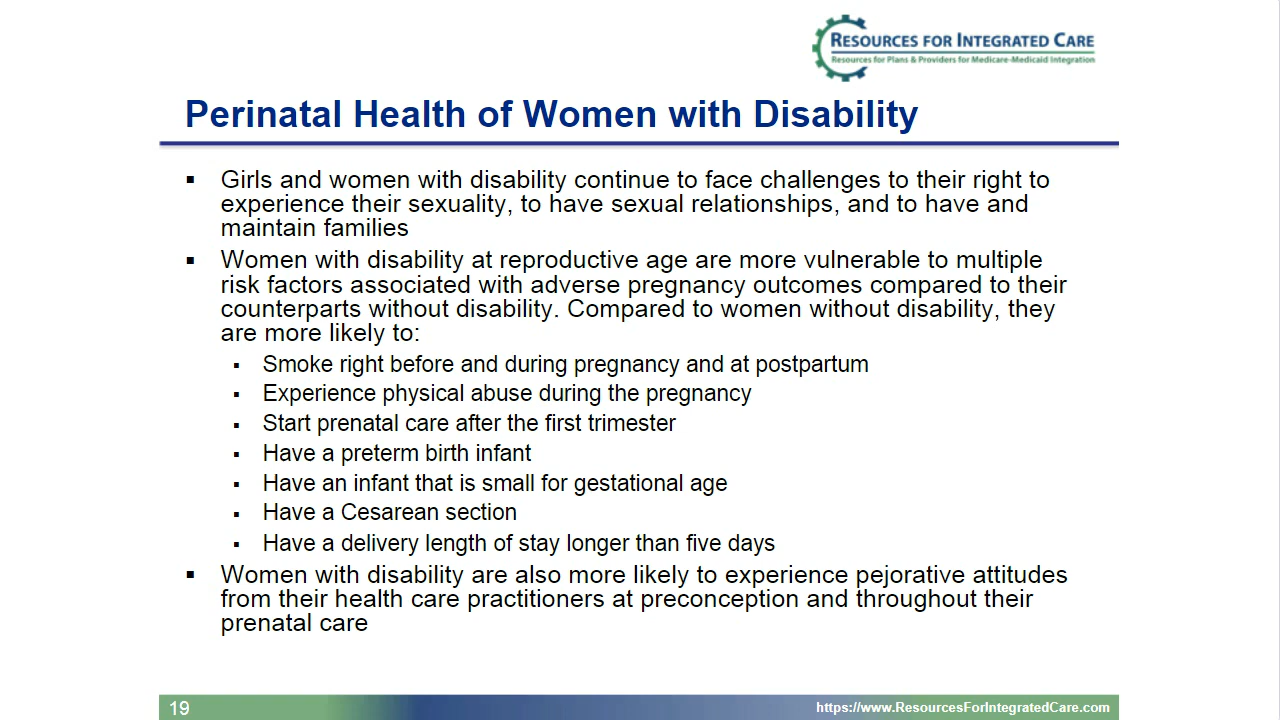 RESOURCES FOR INTEGRATED CARE
Resources for Plans & Providers for Medicare-Medicaid Integration
Perinatal Health of Women with Disability
▪ Girls and women with disability continue to face challenges to their right to
experience their sexuality, to have sexual relationships, and to have and
maintain families
▪ Women with disability at reproductive age are more vulnerable to multiple
risk factors associated with adverse pregnancy outcomes compared to their
counterparts without disability. Compared to women without disability, they
are more likely to:
▪ Smoke right before and during pregnancy and at postpartum
▪ Experience physical abuse during the pregnancy
▪ Start prenatal care after the first trimester
▪ Have a preterm birth infant
▪ Have an infant that is small for gestational age
▪ Have a Cesarean section
▪ Have a delivery length of stay longer than five days
▪ Women with disability are also more likely to experience pejorative attitudes
from their health care practitioners at preconception and throughout their
prenatal care
19
https://www.ResourcesForIntegratedCare.com